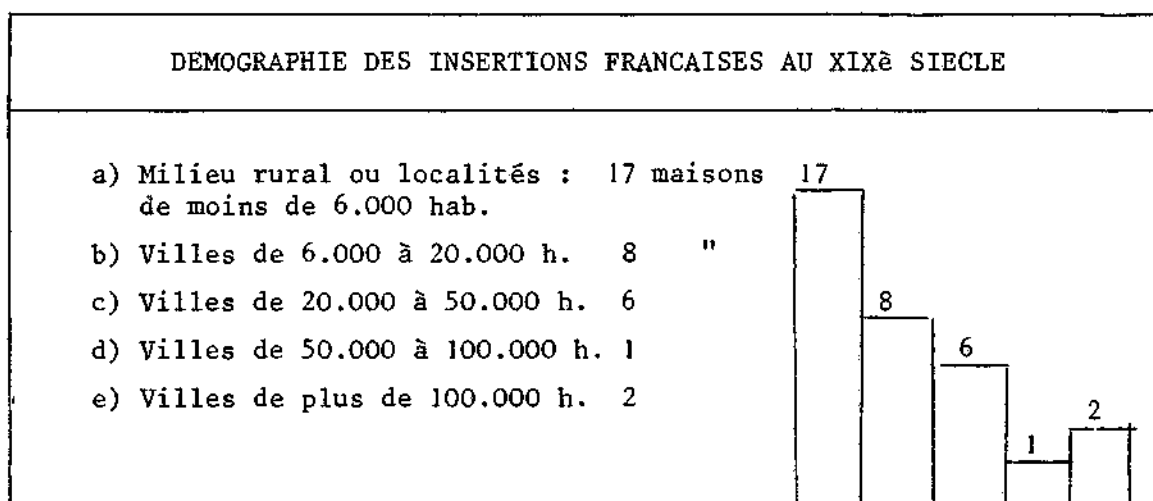 DEMOGRAPHIE DES INSERTIONS FRANCAISES AU XIXè SIECLE
a) Milieu rural ou localités : 17 maisons
de moins de 6.000 hab.
b) Villes de 6.000 à 20.000 h. 8 "
c) Villes de 20.000 à 50.000 h. 6
d) Villes de 50.000 à 100.000 h. 1
e) Villes de plus de 100.000 h. 2
17
8
6
1
2